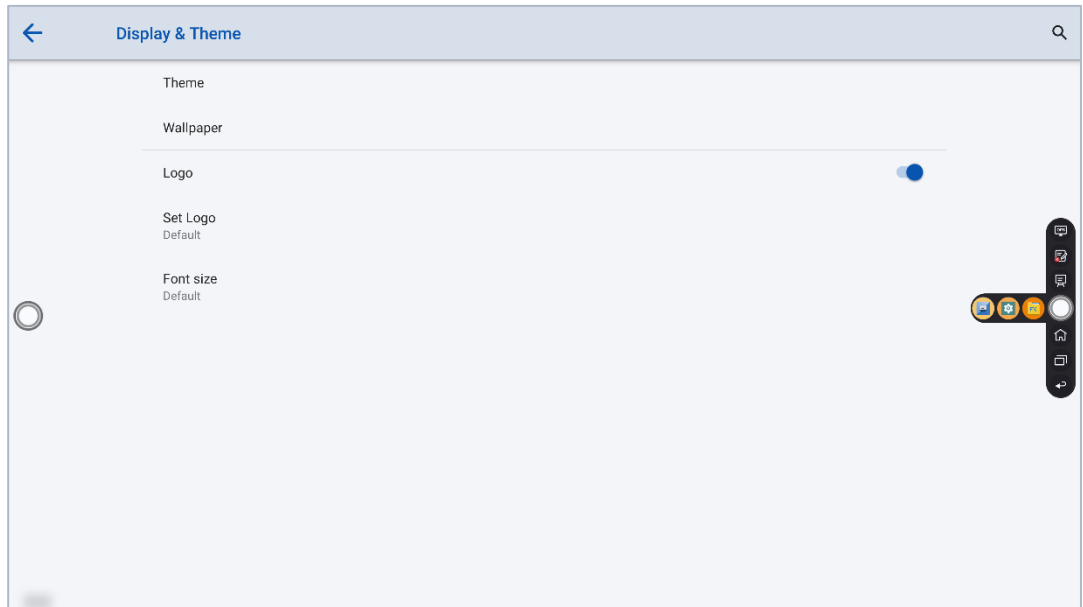 Display & Theme
Theme
Wallpaper
Logo
Set Logo
Default
Font size
Default